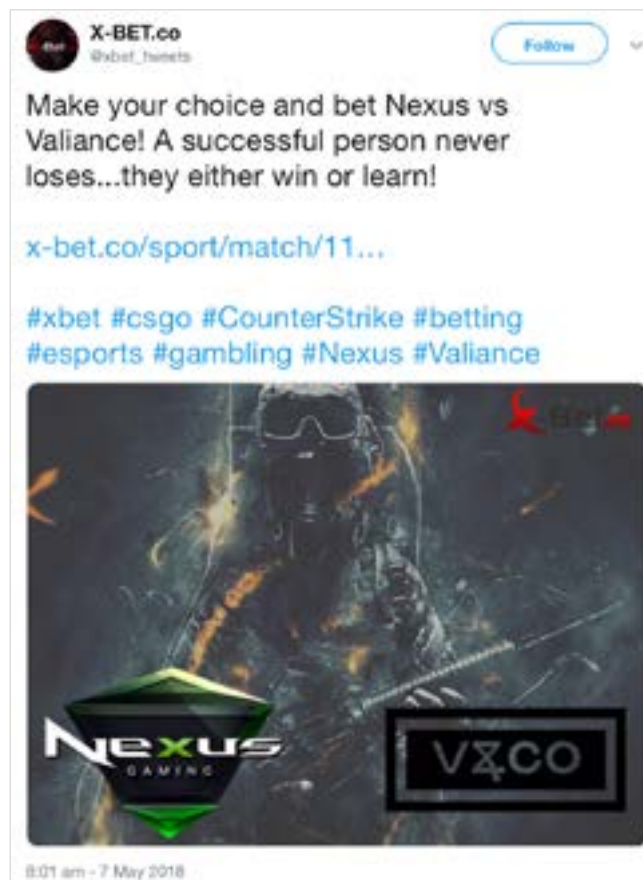 X-BET.co
@xbet_tweets
Follow
Make your choice and bet Nexus vs
Valiance! A successful person never
loses...they either win or learn!
x-bet.co/sport/match/11...
#xbet #csgo #CounterStrike #betting
#esports #gambling #Nexus #Valiance
Bet.co
Nexus
GAMING
V&CO
8:01 am - 7 May 2018